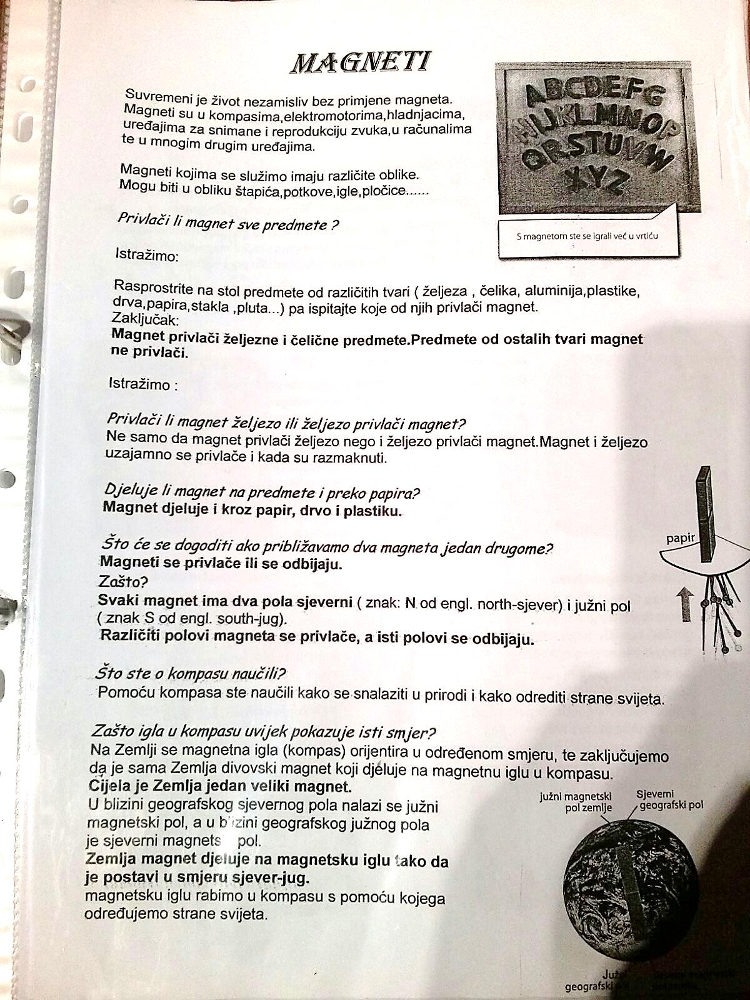 MAGNETI
Suvremeni je život nezamisliv bez primjene magneta.
Magneti su u kompasima,elektromotorima,hladnjacima,
uređajima za snimane i reprodukciju zvuka,u računalima
te u mnogim drugim uređajima.
Magneti kojima se služimo imaju različite oblike.
Mogu biti u obliku štapića,potkove,igle,pločice......
ABCDEFG
HIJKLMNOP
QRSTUVW
XYZ
S magnetom ste se igrali već u vrtiću
Privlači li magnet sve predmete ?
Istražimo:
Rasprostrite na stol predmete od različitih tvari ( željeza , čelika, aluminija,plastike,
drva,papira,stakla ,pluta...) pa ispitajte koje od njih privlači magnet.
Zaključak:
Magnet privlači željezne i čelične predmete.Predmete od ostalih tvari magnet
ne privlači.
Istražimo :
Privlači li magnet željezo ili željezo privlači magnet?
Ne samo da magnet privlači željezo nego i željezo privlači magnet.Magnet i željezo
uzajamno se privlače i kada su razmaknuti.
Djeluje li magnet na predmete i preko papira?
Magnet djeluje i kroz papir, drvo i plastiku.
papir
Što će se dogoditi ako približavamo dva magneta jedan drugome?
Magneti se privlače ili se odbijaju.
Zašto?
Svaki magnet ima dva pola sjeverni ( znak: N od engl. north-sjever) i južni pol
( znak S od engl. south-jug).
Različiti polovi magneta se privlače, a isti polovi se odbijaju.
Što ste o kompasu naučili?
Pomoću kompasa ste naučili kako se snalaziti u prirodi i kako odrediti strane svijeta.
Zašto igla u kompasu uvijek pokazuje isti smjer?
Na Zemlji se magnetna igla (kompas) orijentira u određenom smjeru, te zaključujemo
da je sama Zemlja divovski magnet koji djeluje na magnetnu iglu u kompasu.
Cijela je Zemlja jedan veliki magnet.
U blizini geografskog sjevernog pola nalazi se južni
magnetski pol, a u blizini geografskog južnog pola
je sjeverni magnets pol.
Zemlja magnet djeluje na magnetsku iglu tako da
je postavi u smjeru sjever-jug.
magnetsku iglu rabimo u kompasu s pomoću kojega
određujemo strane svijeta.
južni magnetski
pol zemlje
Sjeverni
geografski pol
geografski